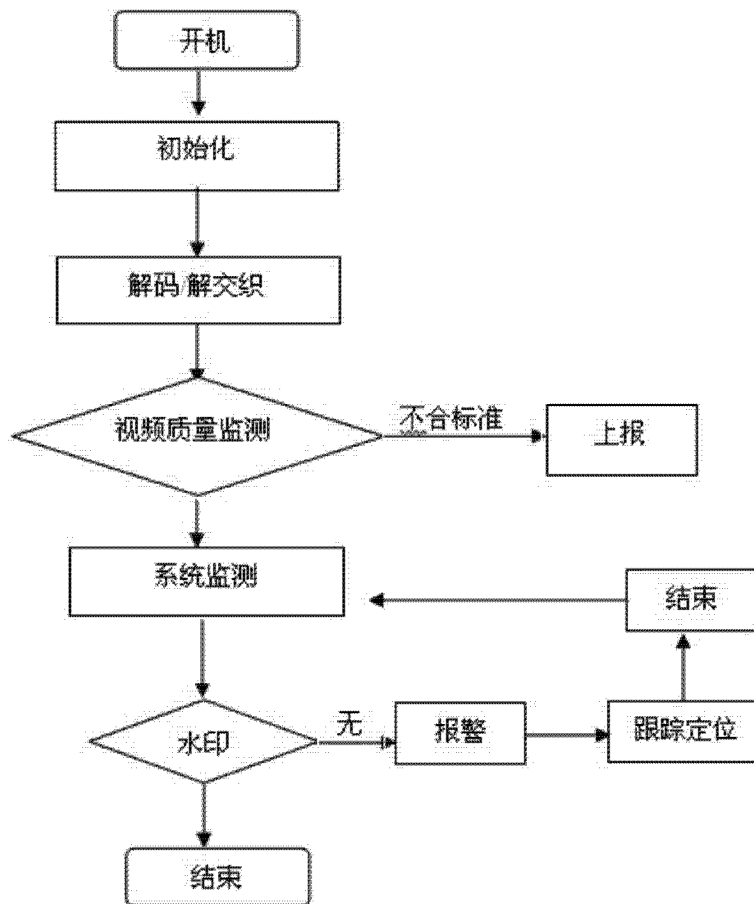 开机
初始化
解码/解交织
视频质量监测
不合标准
上报
系统监测
结束
水印
无
报警
跟踪定位
结束